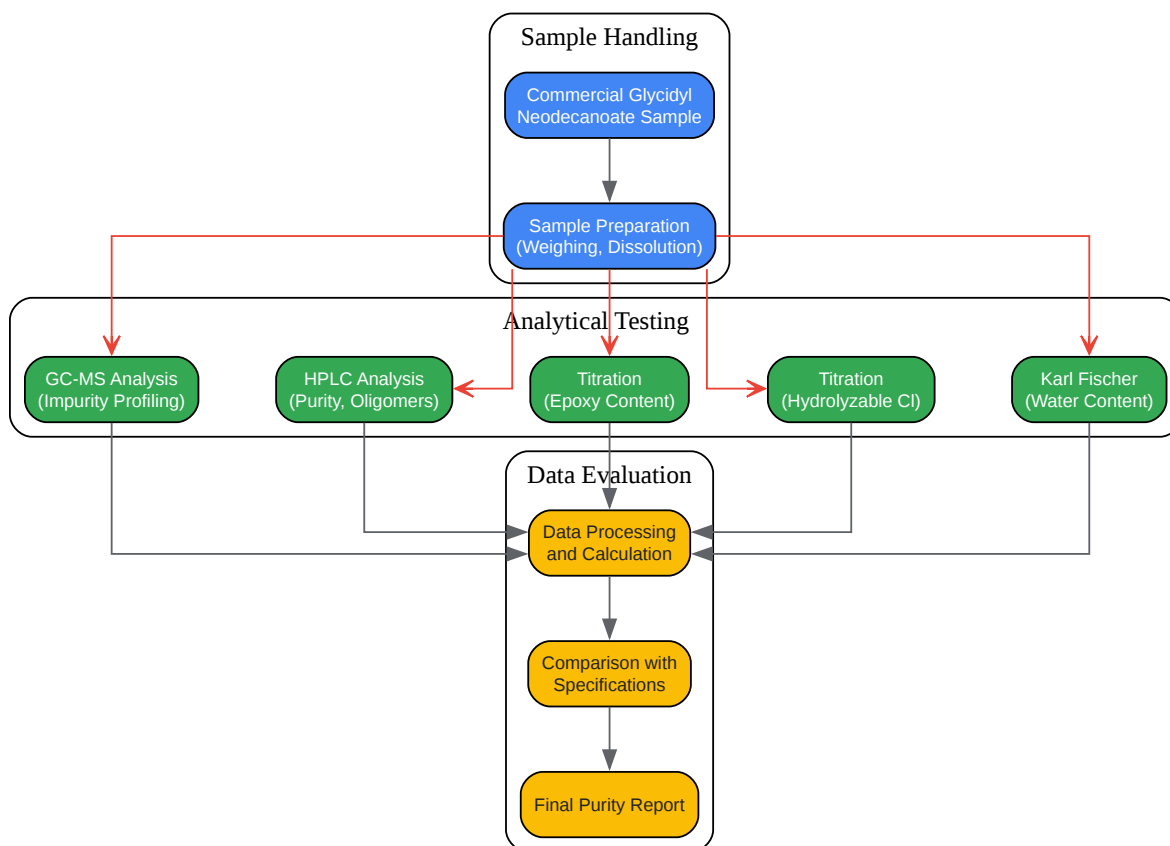 Sample Handling
Commercial Glycidyl
Neodecanoate Sample
Sample Preparation
(Weighing, Dissolution)
Analytical Testing
GC-MS Analysis
(Impurity Profiling)
HPLC Analysis
(Purity, Oligomers)
Titration
(Epoxy Content)
Titration
(Hydrolyzable Cl)
Karl Fischer
(Water Content)
Data Evaluation
Data Processing
and Calculation
Comparison with
Specifications
Final Purity Report